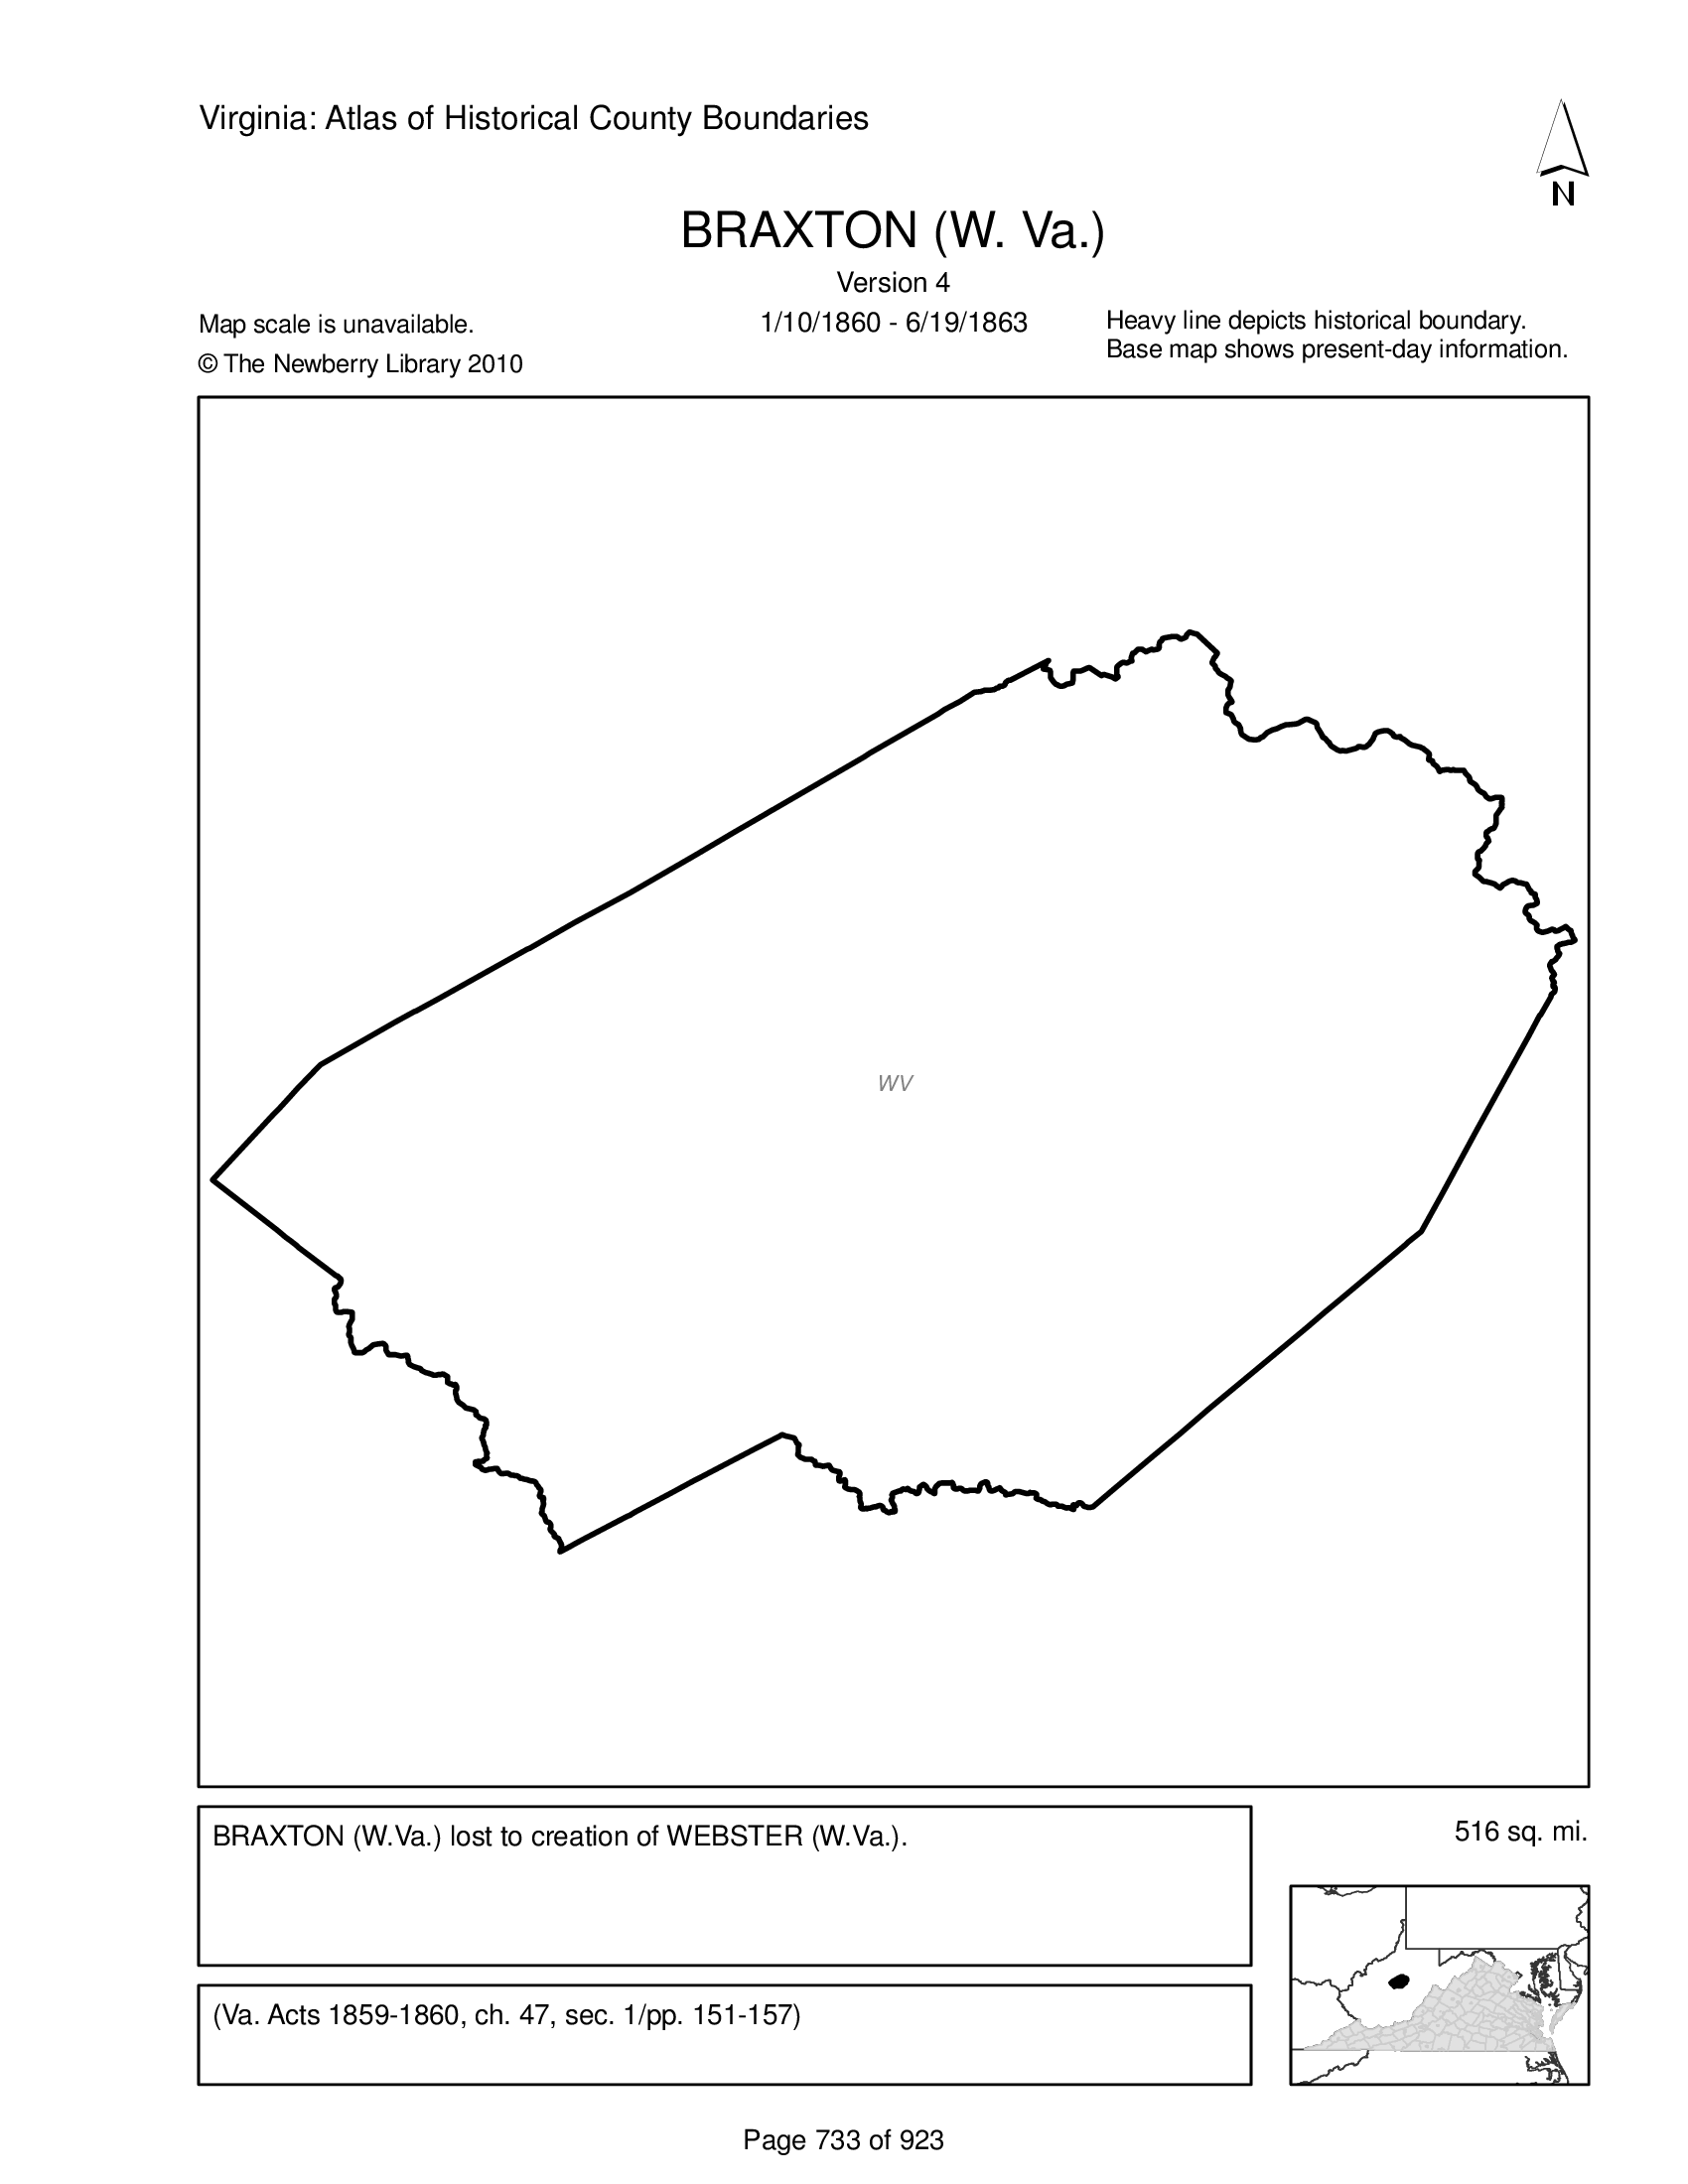 Virginia: Atlas of Historical County Boundaries
N
BRAXTON (W. Va.)
Version 4
Map scale is unavailable.
1/10/1860 - 6/19/1863
Heavy line depicts historical boundary.
Base map shows present-day information.
© The Newberry Library 2010
WV
BRAXTON (W.Va.) lost to creation of WEBSTER (W.Va.).
516 sq. mi.
(Va. Acts 1859-1860, ch. 47, sec. 1/pp. 151-157)
Page 733 of 923